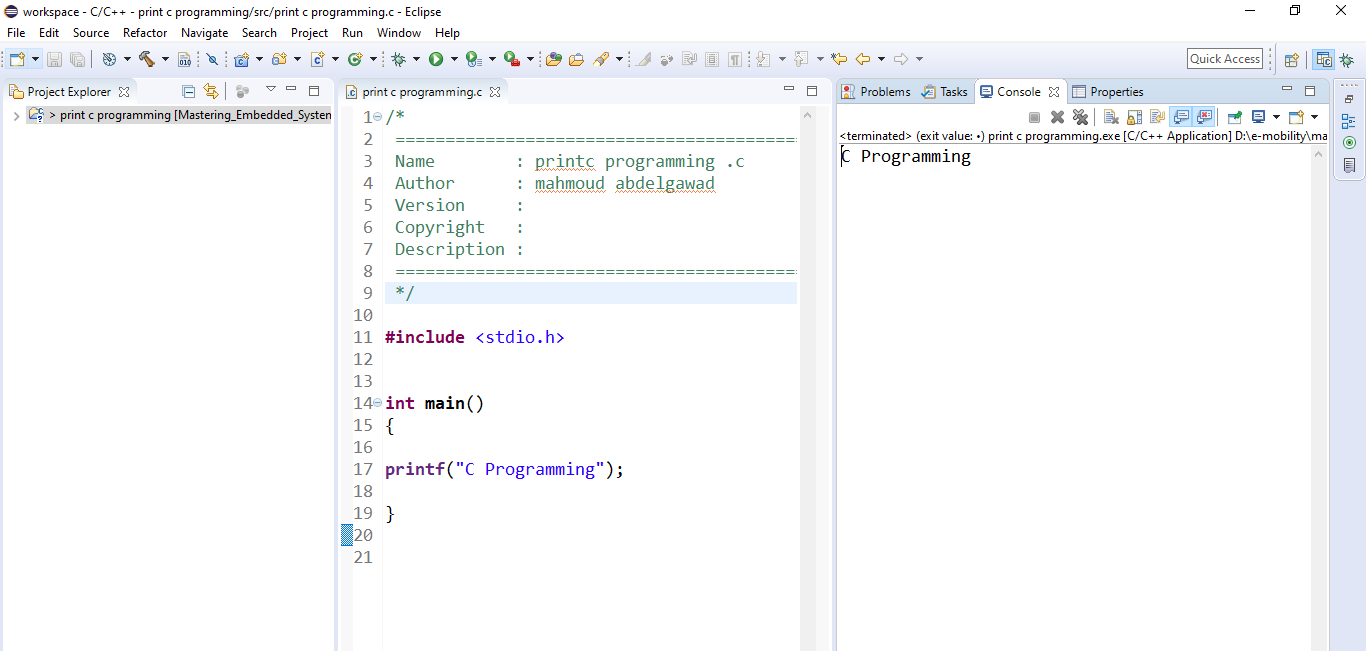 workspace - C/C++ - print c programming/src/print c programming.c - Eclipse
File Edit Source Refactor Navigate Search Project Run Window Help
Quick Access
Project Explorer
> print c programming [Mastering_Embedded_System
print c programming.c
1 /*
2 ========================================
3 Name : printc programming .c
4 Author : mahmoud abdelgawad
5 Version :
6 Copyright :
7 Description :
8 ========================================
9 */
10
11 #include <stdio.h>
12
13
14 int main()
15 {
16
17 printf("C Programming");
18
19 }
20
21
Problems Tasks Console Properties
<terminated> (exit value: •) print c programming.exe [C/C++ Application] D:\e-mobility\ma
C Programming